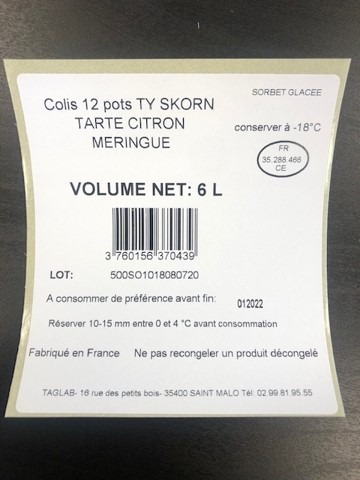 SORBET GLACEE
Colis 12 pots TY SKORN
TARTE CITRON
MERINGUE
conserver à -18°C
FR
35.288.466
CE
VOLUME NET: 6 L
3 760156 370439
LOT: 500SO1018080720
A consommer de préférence avant fin: 012022
Réserver 10-15 mm entre 0 et 4 °C avant consommation
Fabriqué en France Ne pas recongeler un produit décongelé
TAGLAB- 16 rue des petits bois- 35400 SAINT MALO Tél: 02.99.81.95.55